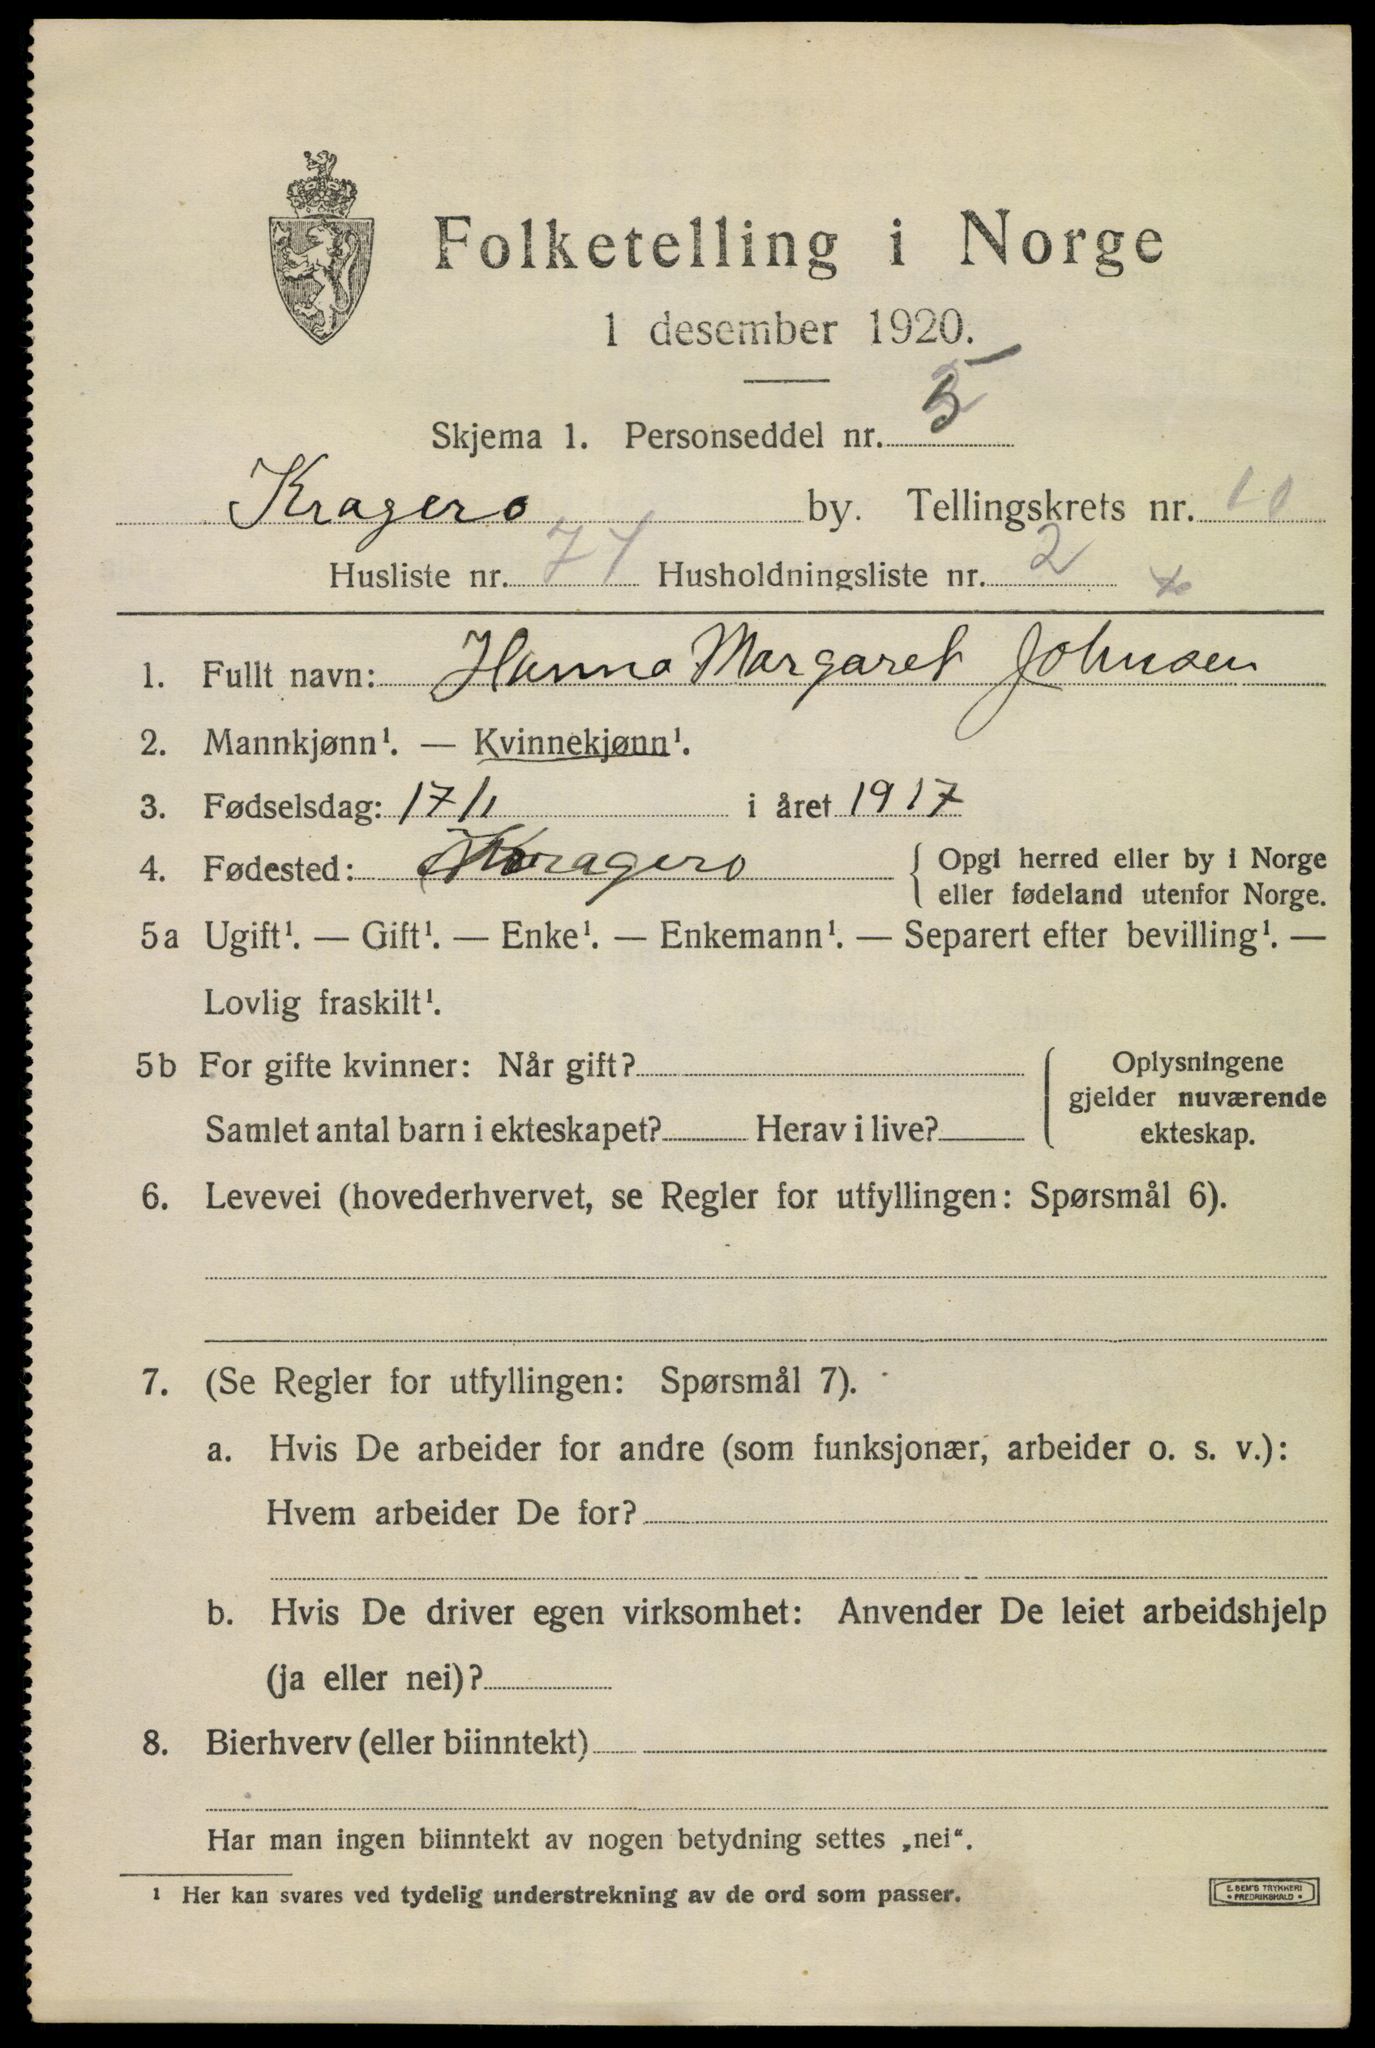 Folketelling i Norge
1 desember 1920.
Skjema 1. Personseddel nr. 5
Kragerø by. Tellingskrets nr. 10
Husliste nr. 74 Husholdningsliste nr. 2 x
1. Fullt navn: Hanna Margaret Johnsen
2. Mannkjønn¹. — Kvinnekjønn¹.
3. Fødselsdag: 17/1 i året 1917
4. Fødested: Kragerø { Opgi herred eller by i Norge
eller fødeland utenfor Norge.
5a Ugift¹. — Gift¹. — Enke¹. — Enkemann¹. — Separert efter bevilling¹. —
Lovlig fraskilt¹.
5b For gifte kvinner: Når gift?
Samlet antal barn i ekteskapet? Herav i live?
Oplysningene
gjelder nuværende
ekteskap.
6. Levevei (hovederhvervet, se Regler for utfyllingen: Spørsmål 6).
7. (Se Regler for utfyllingen: Spørsmål 7).
a. Hvis De arbeider for andre (som funksjonær, arbeider o. s. v.):
Hvem arbeider De for?
b. Hvis De driver egen virksomhet: Anvender De leiet arbeidshjelp
(ja eller nei)?
8. Bierhverv (eller biinntekt)
Har man ingen biinntekt av nogen betydning settes „nei“.
¹ Her kan svares ved tydelig understrekning av de ord som passer.
E. SEM'S TRYKKERI
• FREDRIKSHALD •